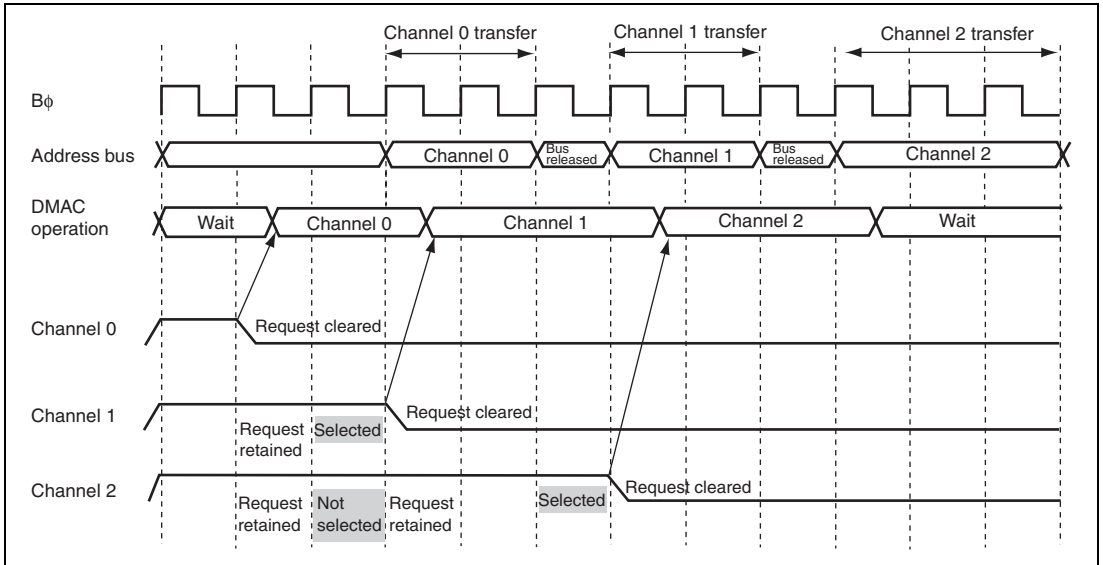 Channel 0 transfer Channel 1 transfer Channel 2 transfer
Bϕ
Address bus Channel 0 Bus released Channel 1 Bus released Channel 2
DMAC operation Wait Channel 0 Channel 1 Channel 2 Wait
Channel 0 Request cleared
Channel 1 Request cleared
Request retained Selected
Channel 2 Request cleared
Request retained Not selected Request retained Selected